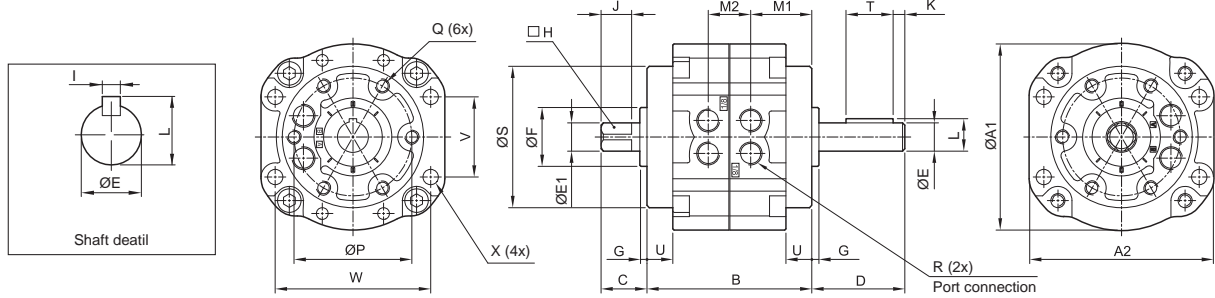 I
L
ØE
Shaft deatil
Q (6x)
V
ØP
W
X (4x)
J
M2
M1
T
K
□H
ØS
ØF
ØE1
L
ØE
G
U
U
G
C
B
D
R (2x)
Port connection
ØA1
A2